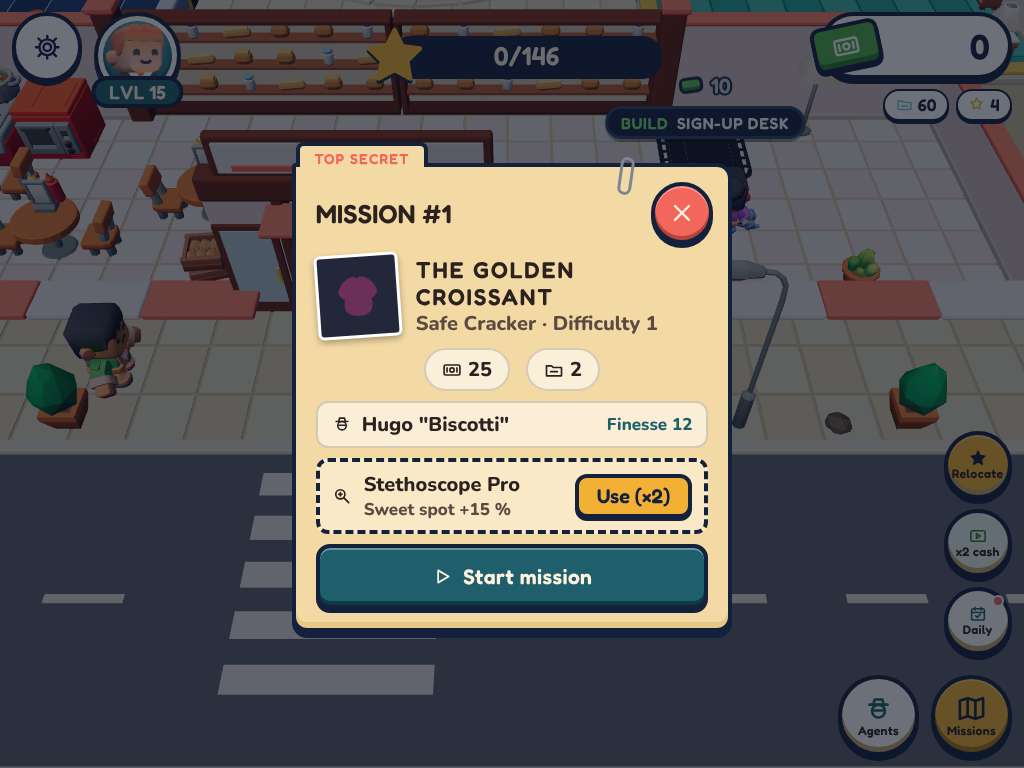 LVL 15
0/146
0
10
60
4
BUILD SIGN-UP DESK
TOP SECRET
MISSION #1
THE GOLDEN
CROISSANT
Safe Cracker · Difficulty 1
25
2
Hugo "Biscotti"
Finesse 12
Stethoscope Pro
Sweet spot +15 %
Use (x2)
Start mission
Relocate
x2 cash
Daily
Agents
Missions